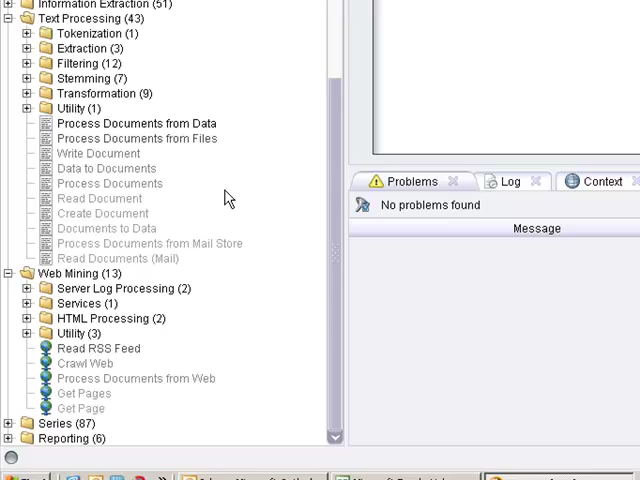 Information Extraction (51)
Text Processing (43)
Tokenization (1)
Extraction (3)
Filtering (12)
Stemming (7)
Transformation (9)
Utility (1)
Process Documents from Data
Process Documents from Files
Write Document
Data to Documents
Process Documents
Read Document
Create Document
Documents to Data
Process Documents from Mail Store
Read Documents (Mail)
Web Mining (13)
Server Log Processing (2)
Services (1)
HTML Processing (2)
Utility (3)
Read RSS Feed
Crawl Web
Process Documents from Web
Get Pages
Get Page
Series (87)
Reporting (6)
Problems
Log
Context
No problems found
Message